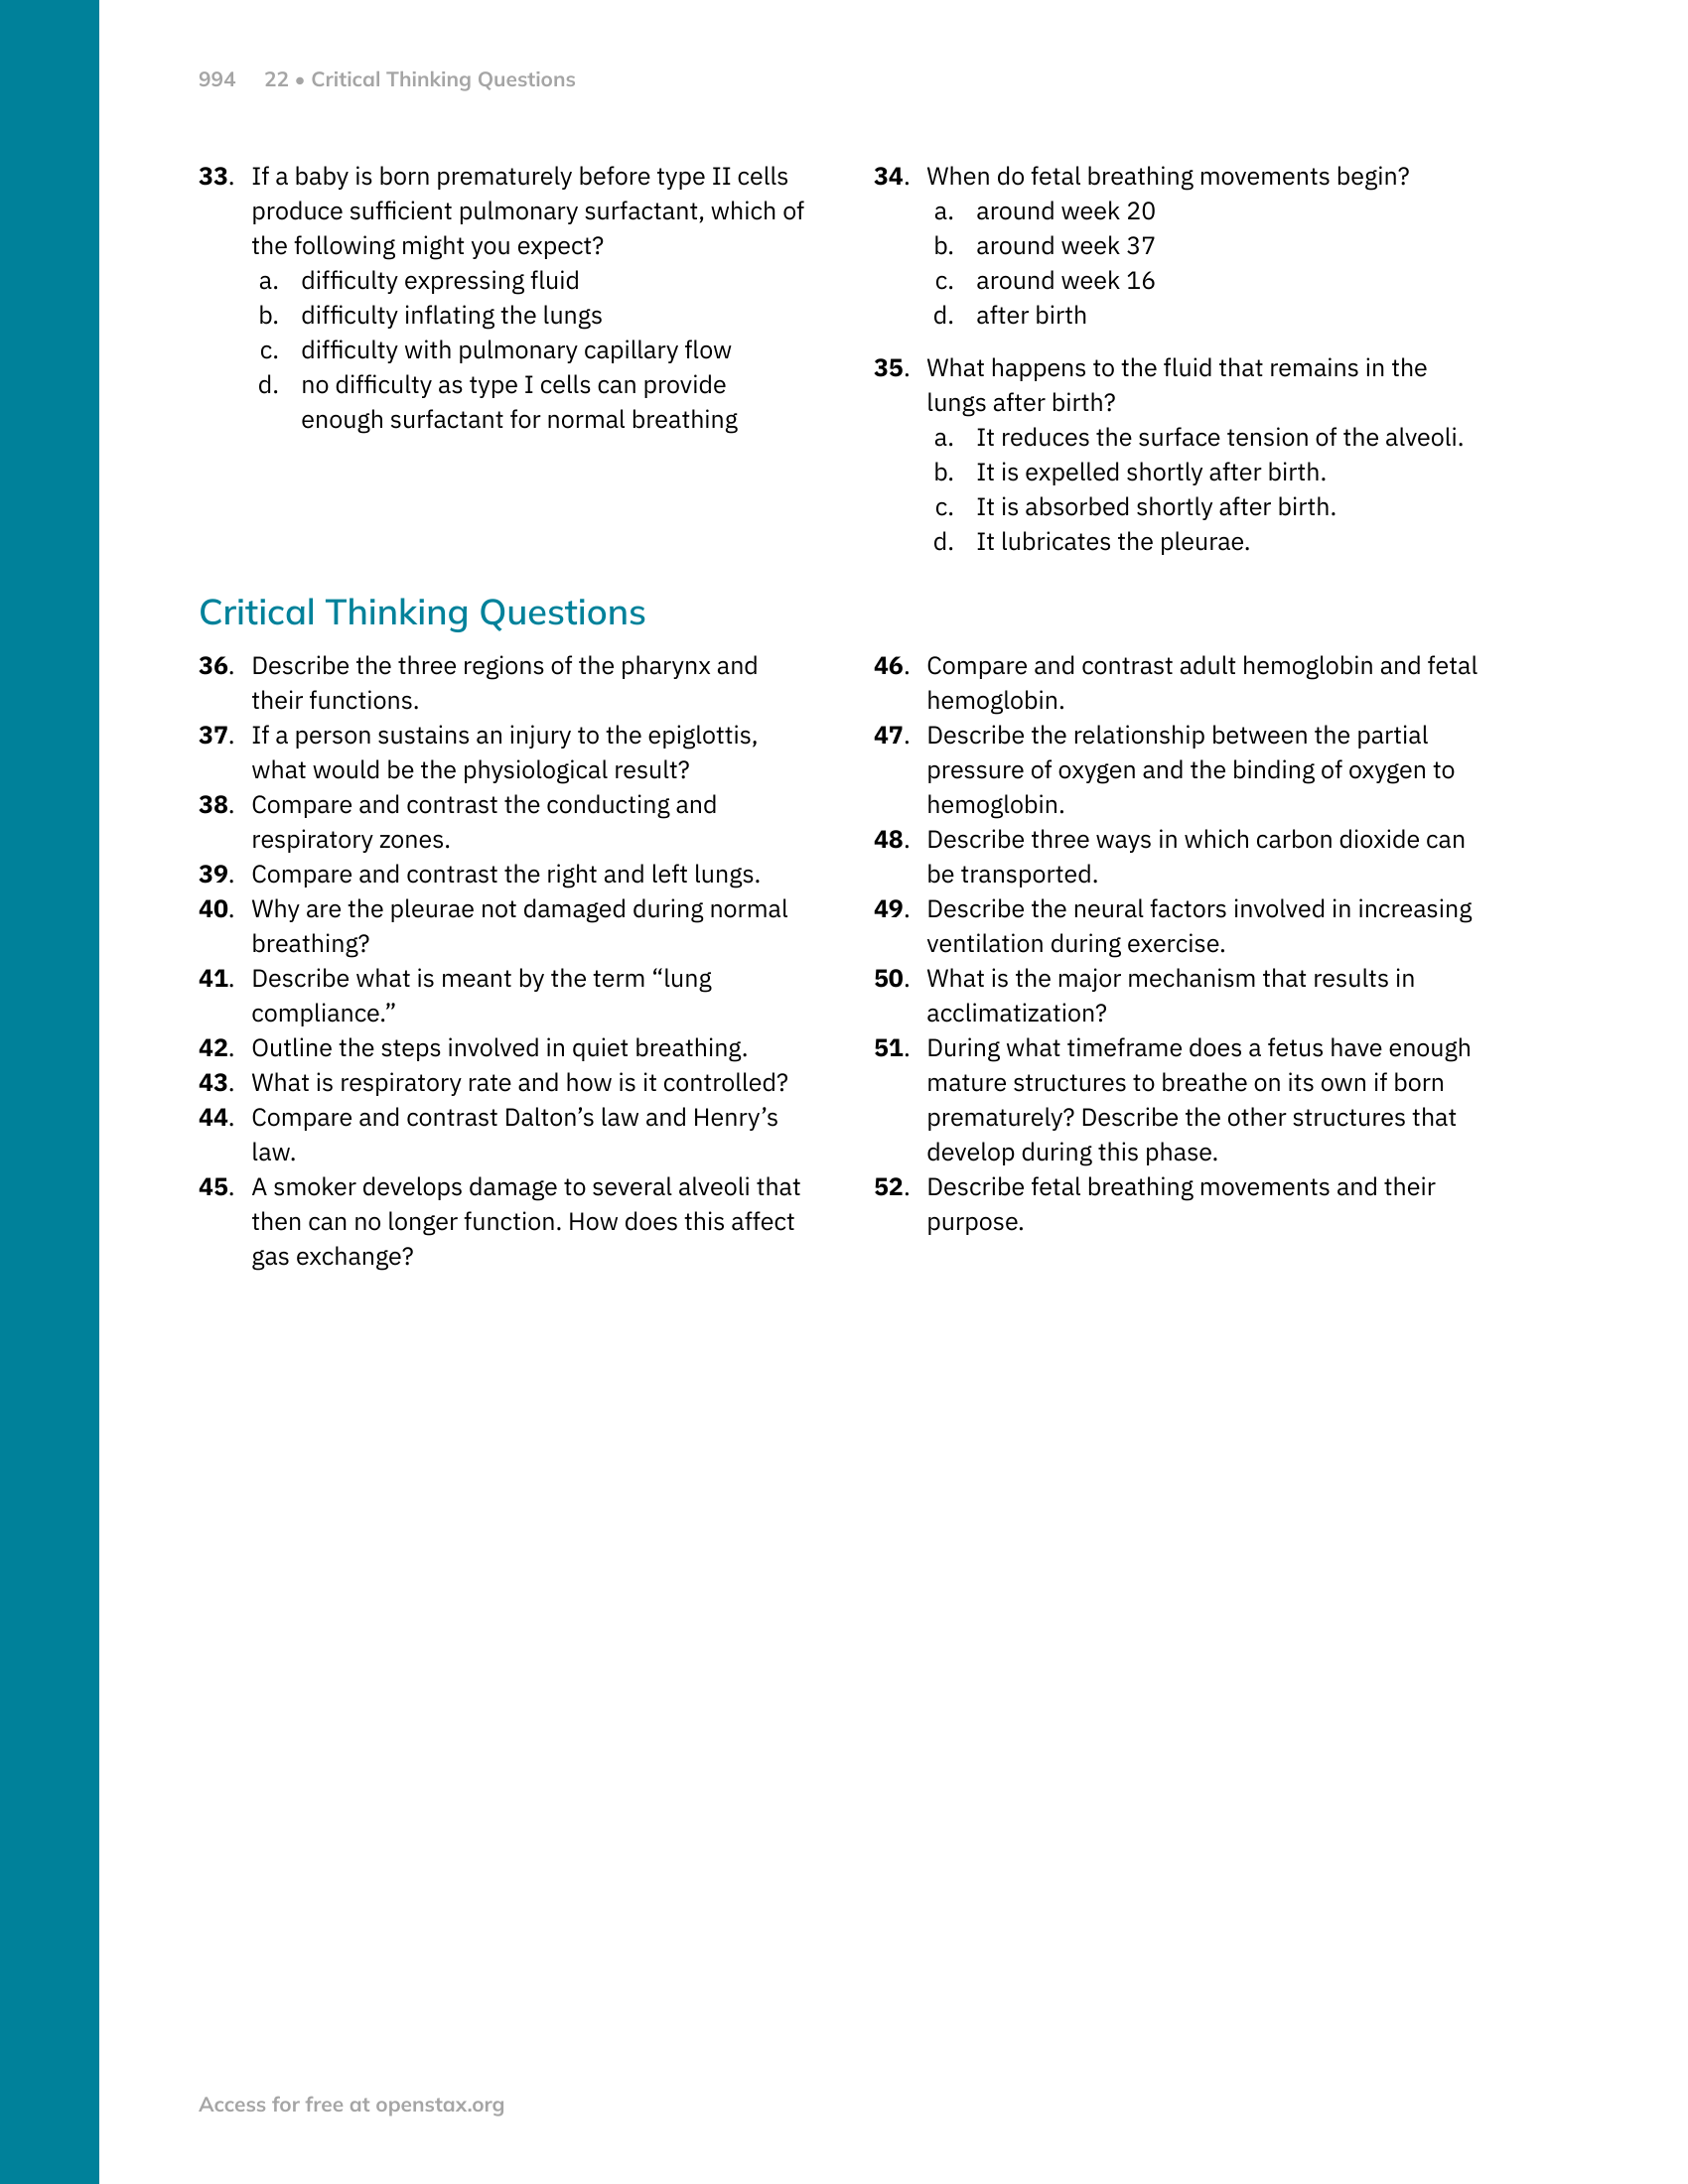 994 22 • Critical Thinking Questions
33. If a baby is born prematurely before type II cells
produce sufficient pulmonary surfactant, which of
the following might you expect?
a. difficulty expressing fluid
b. difficulty inflating the lungs
c. difficulty with pulmonary capillary flow
d. no difficulty as type I cells can provide
enough surfactant for normal breathing
34. When do fetal breathing movements begin?
a. around week 20
b. around week 37
c. around week 16
d. after birth
35. What happens to the fluid that remains in the
lungs after birth?
a. It reduces the surface tension of the alveoli.
b. It is expelled shortly after birth.
c. It is absorbed shortly after birth.
d. It lubricates the pleurae.
Critical Thinking Questions
36. Describe the three regions of the pharynx and
their functions.
37. If a person sustains an injury to the epiglottis,
what would be the physiological result?
38. Compare and contrast the conducting and
respiratory zones.
39. Compare and contrast the right and left lungs.
40. Why are the pleurae not damaged during normal
breathing?
41. Describe what is meant by the term “lung
compliance.”
42. Outline the steps involved in quiet breathing.
43. What is respiratory rate and how is it controlled?
44. Compare and contrast Dalton’s law and Henry’s
law.
45. A smoker develops damage to several alveoli that
then can no longer function. How does this affect
gas exchange?
46. Compare and contrast adult hemoglobin and fetal
hemoglobin.
47. Describe the relationship between the partial
pressure of oxygen and the binding of oxygen to
hemoglobin.
48. Describe three ways in which carbon dioxide can
be transported.
49. Describe the neural factors involved in increasing
ventilation during exercise.
50. What is the major mechanism that results in
acclimatization?
51. During what timeframe does a fetus have enough
mature structures to breathe on its own if born
prematurely? Describe the other structures that
develop during this phase.
52. Describe fetal breathing movements and their
purpose.
Access for free at openstax.org